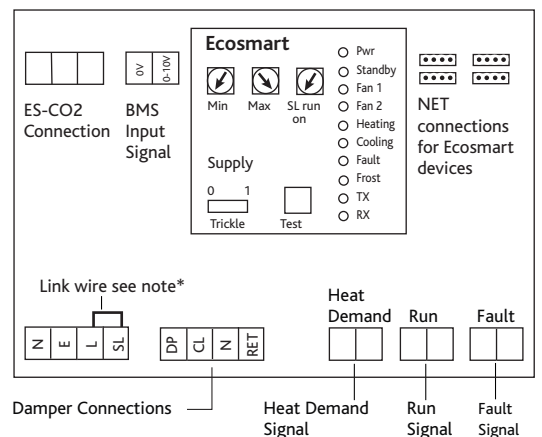 Ecosmart
Min
Max
SL run
on
Supply
0 1
Trickle
Test
Pwr
Standby
Fan 1
Fan 2
Heating
Cooling
Fault
Frost
TX
RX
ES-CO2
Connection
0V
0-10V
BMS
Input
Signal
NET
connections
for Ecosmart
devices
Link wire see note*
N
E
L
SL
DP
CL
N
RET
Heat
Demand
Run
Fault
Damper Connections
Heat Demand
Signal
Run
Signal
Fault
Signal